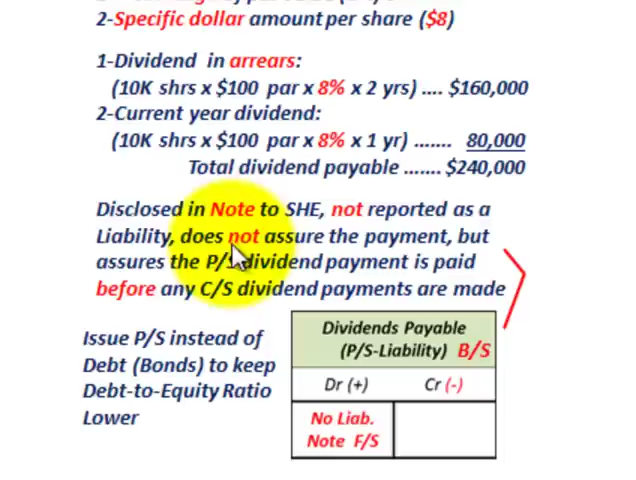 2-Specific dollar amount per share ($8)
1-Dividend in arrears:
(10K shrs x $100 par x 8% x 2 yrs) .... $160,000
2-Current year dividend:
(10K shrs x $100 par x 8% x 1 yr) ....... 80,000
Total dividend payable ....... $240,000
Disclosed in Note to SHE, not reported as a
Liability, does not assure the payment, but
assures the P/S dividend payment is paid
before any C/S dividend payments are made
Issue P/S instead of
Debt (Bonds) to keep
Debt-to-Equity Ratio
Lower
Dividends Payable
(P/S-Liability) B/S
Dr (+) Cr (-)
No Liab.
Note F/S